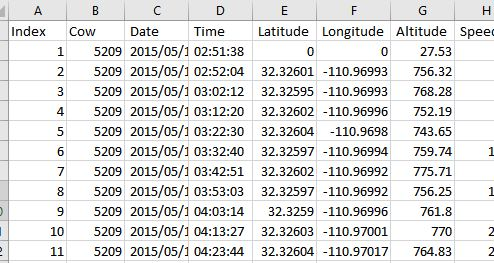 A B C D E F G H
Index Cow Date Time Latitude Longitude Altitude Speed
1 5209 2015/05/1 02:51:38 0 0 27.53
2 5209 2015/05/1 02:52:04 32.32601 -110.96993 756.32
3 5209 2015/05/1 03:02:12 32.32595 -110.96993 768.28
4 5209 2015/05/1 03:12:20 32.32602 -110.96996 752.19
5 5209 2015/05/1 03:22:30 32.32604 -110.9698 743.65
6 5209 2015/05/1 03:32:40 32.32597 -110.96994 759.74 1
7 5209 2015/05/1 03:42:51 32.32602 -110.96992 775.71
8 5209 2015/05/1 03:53:03 32.32597 -110.96992 756.25 1
9 5209 2015/05/1 04:03:14 32.3259 -110.96996 761.8
10 5209 2015/05/1 04:13:27 32.32603 -110.97001 770 2
11 5209 2015/05/1 04:23:44 32.32604 -110.97017 764.83 2